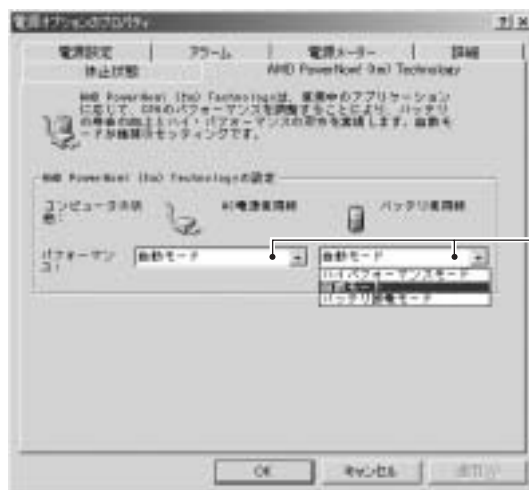 電源オプションのプロパティ
電源設定 アラーム 電源メーター 詳細
休止状態 AMD PowerNow! (tm) Technology
AMD PowerNow! (tm) Technologyは、使用中のアプリケーション
に応じて、CPUのパフォーマンスを調整することにより、バッテリ
の寿命の向上とハイ・パフォーマンスの両方を実現します。自動モ
ードが推奨のセッティングです。
AMD PowerNow! (tm) Technologyの設定
コンピュータの状
態: AC電源使用時 バッテリ使用時
パフォーマン
ス: 自動モード 自動モード
ハイパフォーマンスモード
自動モード
バッテリ節電モード
OK キャンセル 適用(A)